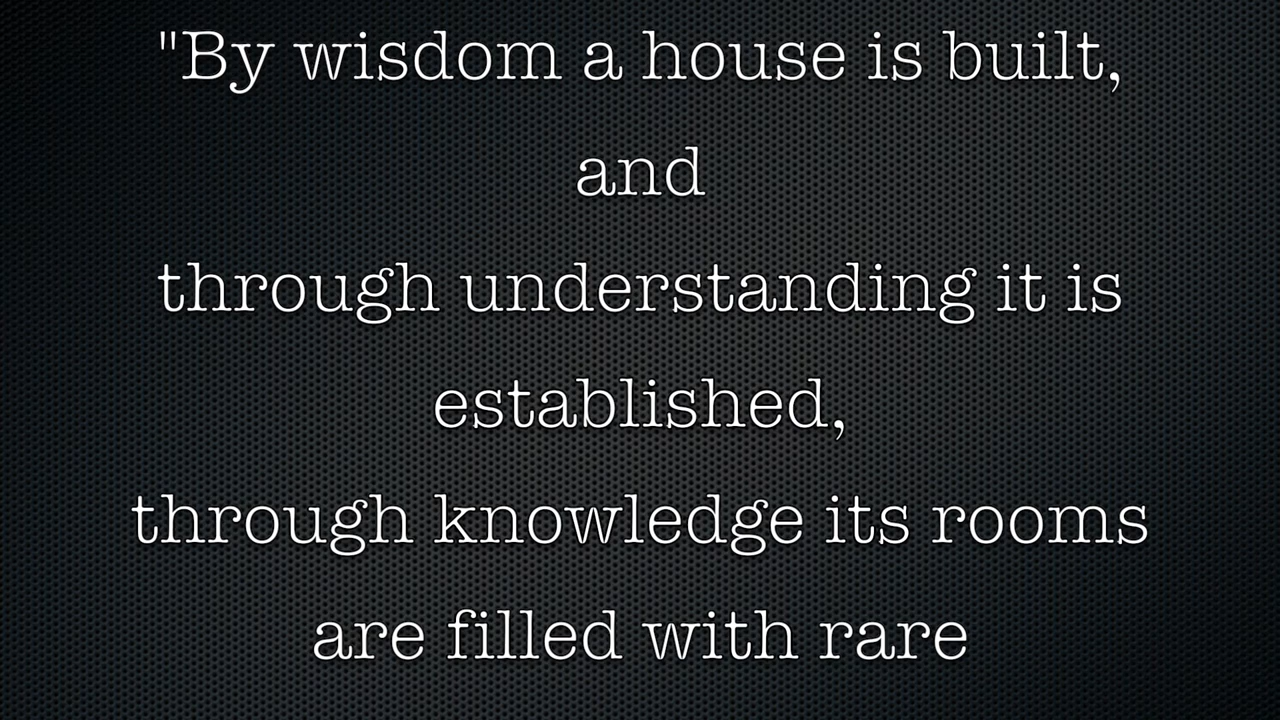 "By wisdom a house is built,
and
through understanding it is
established,
through knowledge its rooms
are filled with rare